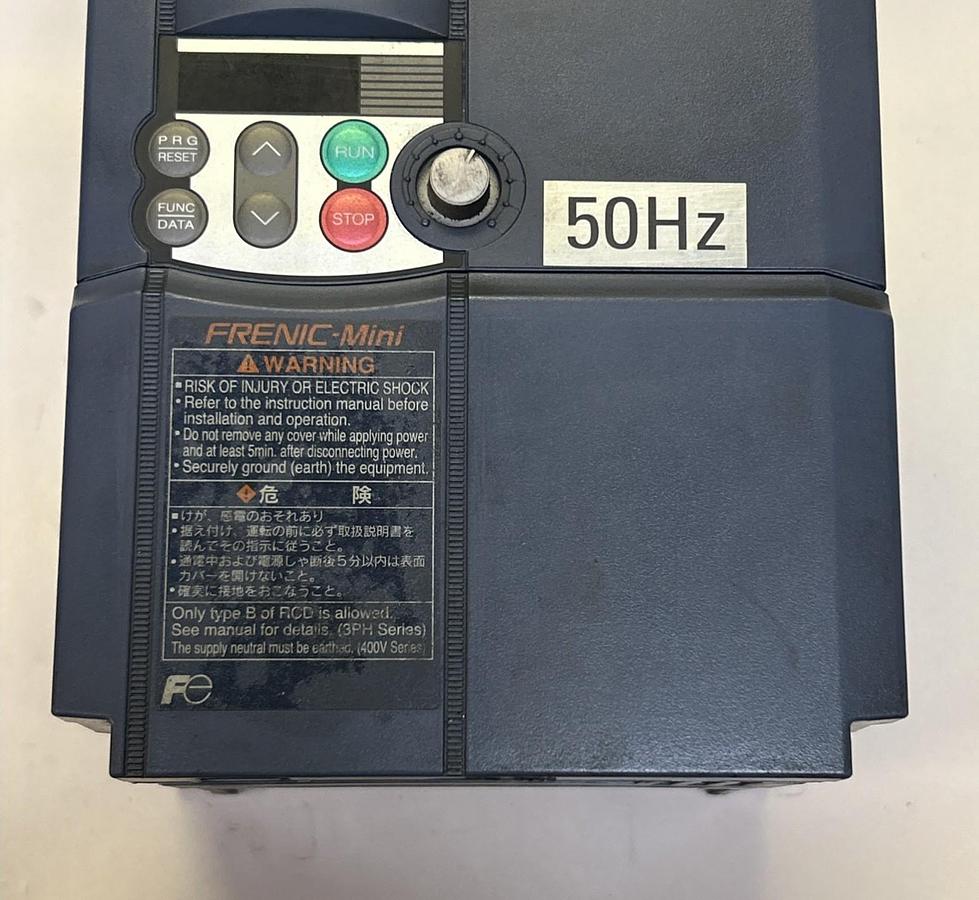 PRG
RESET
RUN
FUNC
DATA
STOP
50Hz
FRENIC-Mini
WARNING
RISK OF INJURY OR ELECTRIC SHOCK
Refer to the instruction manual before
installation and operation.
Do not remove any cover while applying power
and at least 5min. after disconnecting power.
Securely ground (earth) the equipment.
危 険
けが、感電のおそれあり
据え付け、運転の前に必ず取扱説明書を
読んでその指示に従うこと。
通電中および電源しゃ断後5分以内は表面
カバーを開けないこと。
確実に接地をおこなうこと。
Only type B of RCD is allowed.
See manual for details. (3PH Series)
The supply neutral must be earthed. (400V Series)
Fe